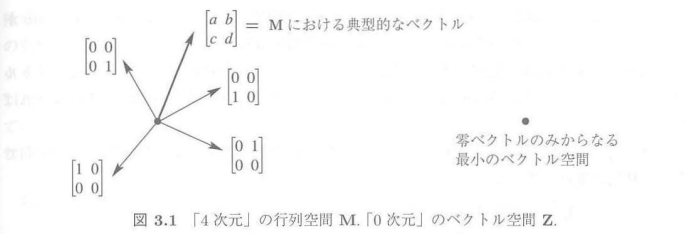 [a b
c d] = M における典型的なベクトル
[0 0
0 1]
[0 0
1 0]
[0 1
0 0]
[1 0
0 0]
零ベクトルのみからなる
最小のベクトル空間
図 3.1 「4 次元」の行列空間 M.「0 次元」のベクトル空間 Z.